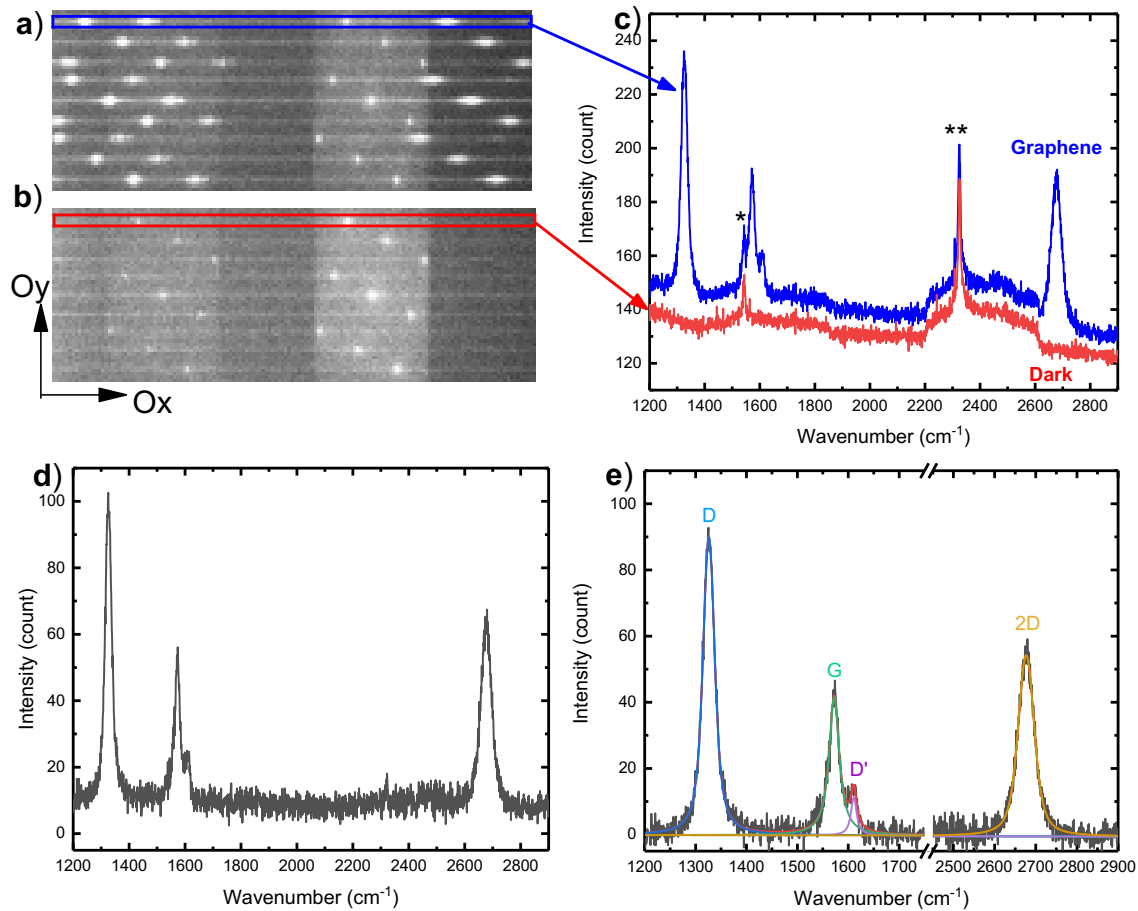 a)
b)
Oy
Ox
c)
Intensity (count)
240
220
200
180
160
140
120
*
**
Graphene
Dark
1200 1400 1600 1800 2000 2200 2400 2600 2800
Wavenumber (cm-1)
d)
Intensity (count)
100
80
60
40
20
0
1200 1400 1600 1800 2000 2200 2400 2600 2800
Wavenumber (cm-1)
e)
Intensity (count)
100
80
60
40
20
0
D
G
D'
2D
1200 1300 1400 1500 1600 1700 2500 2600 2700 2800 2900
Wavenumber (cm-1)